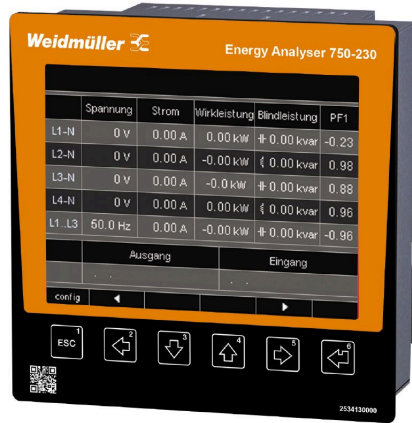 Weidmüller
Energy Analyser 750-230
Spannung Strom Wirkleistung Blindleistung PF1
L1-N 0 V 0.00 A 0.00 kW 0.00 kvar -0.23
L2-N 0 V 0.00 A -0.00 kW 0.00 kvar 0.98
L3-N 0 V 0.00 A -0.0 kW 0.00 kvar 0.88
L4-N 0 V 0.00 A 0.00 kW 0.00 kvar 0.96
L1..L3 50.0 Hz 0.00 A -0.00 kW 0.00 kvar -0.96
Ausgang Eingang
config
ESC 1 2 3 4 5 6
2534130000